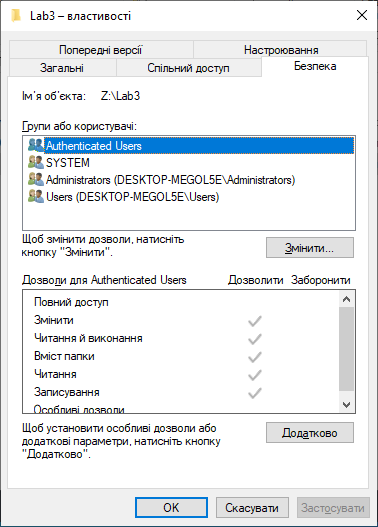 Lab3 – властивості
Попередні версії
Настроювання
Загальні
Спільний доступ
Безпека
Ім'я об'єкта: Z:\Lab3
Групи або користувачі:
Authenticated Users
SYSTEM
Administrators (DESKTOP-MEGOL5E\Administrators)
Users (DESKTOP-MEGOL5E\Users)
Щоб змінити дозволи, натисніть
кнопку "Змінити".
Змінити...
Дозволи для Authenticated Users
Дозволити
Заборонити
Повний доступ
Змінити
Читання й виконання
Вміст папки
Читання
Записування
Особливі дозволи
Щоб установити особливі дозволи або
додаткові параметри, натисніть кнопку
"Додатково".
Додатково
OK
Скасувати
Застосувати